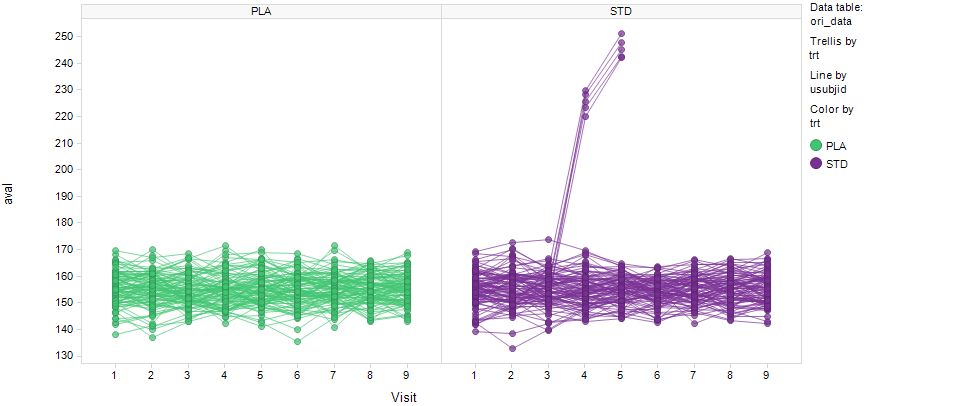 PLA STD
Data table:
ori_data
Trellis by
trt
Line by
usubjid
Color by
trt
PLA
STD
aval
250
240
230
220
210
200
190
180
170
160
150
140
130
1 2 3 4 5 6 7 8 9 1 2 3 4 5 6 7 8 9
Visit